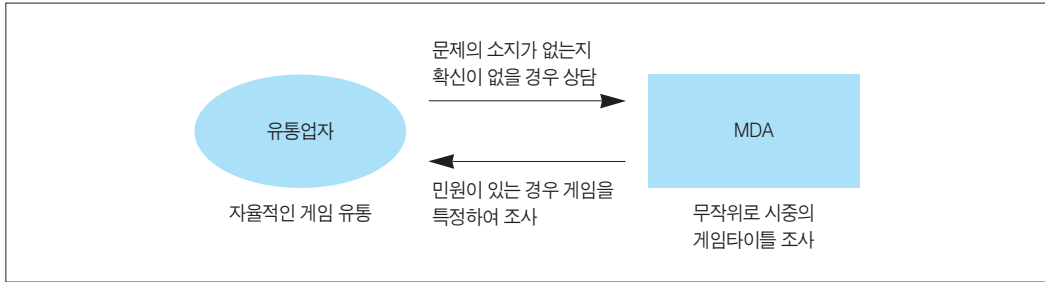 문제의 소지가 없는지
확신이 없을 경우 상담
유통업자
MDA
민원이 있는 경우 게임을
특정하여 조사
자율적인 게임 유통
무작위로 시중의
게임타이틀 조사